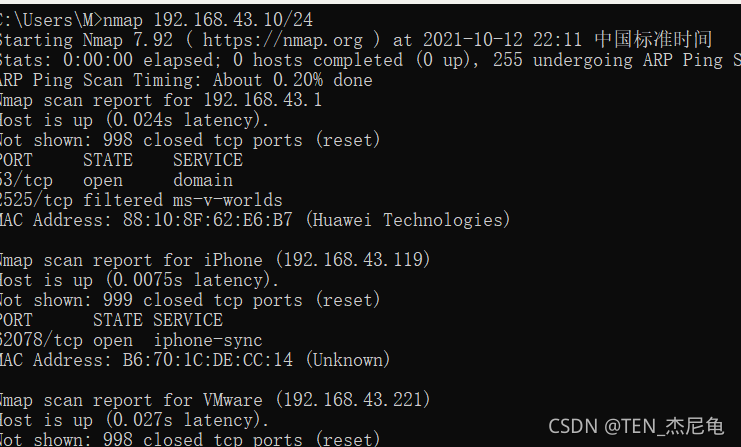 C:\Users\M>nmap 192.168.43.10/24
Starting Nmap 7.92 ( https://nmap.org ) at 2021-10-12 22:11 中国标准时间
Stats: 0:00:00 elapsed; 0 hosts completed (0 up), 255 undergoing ARP Ping S
ARP Ping Scan Timing: About 0.20% done
Nmap scan report for 192.168.43.1
Host is up (0.024s latency).
Not shown: 998 closed tcp ports (reset)
PORT STATE SERVICE
53/tcp open domain
2525/tcp filtered ms-v-worlds
MAC Address: 88:10:8F:62:E6:B7 (Huawei Technologies)
Nmap scan report for iPhone (192.168.43.119)
Host is up (0.0075s latency).
Not shown: 999 closed tcp ports (reset)
PORT STATE SERVICE
62078/tcp open iphone-sync
MAC Address: B6:70:1C:DE:CC:14 (Unknown)
Nmap scan report for VMware (192.168.43.221)
Host is up (0.027s latency).
Not shown: 998 closed tcp ports (reset)
CSDN @TEN_杰尼龟